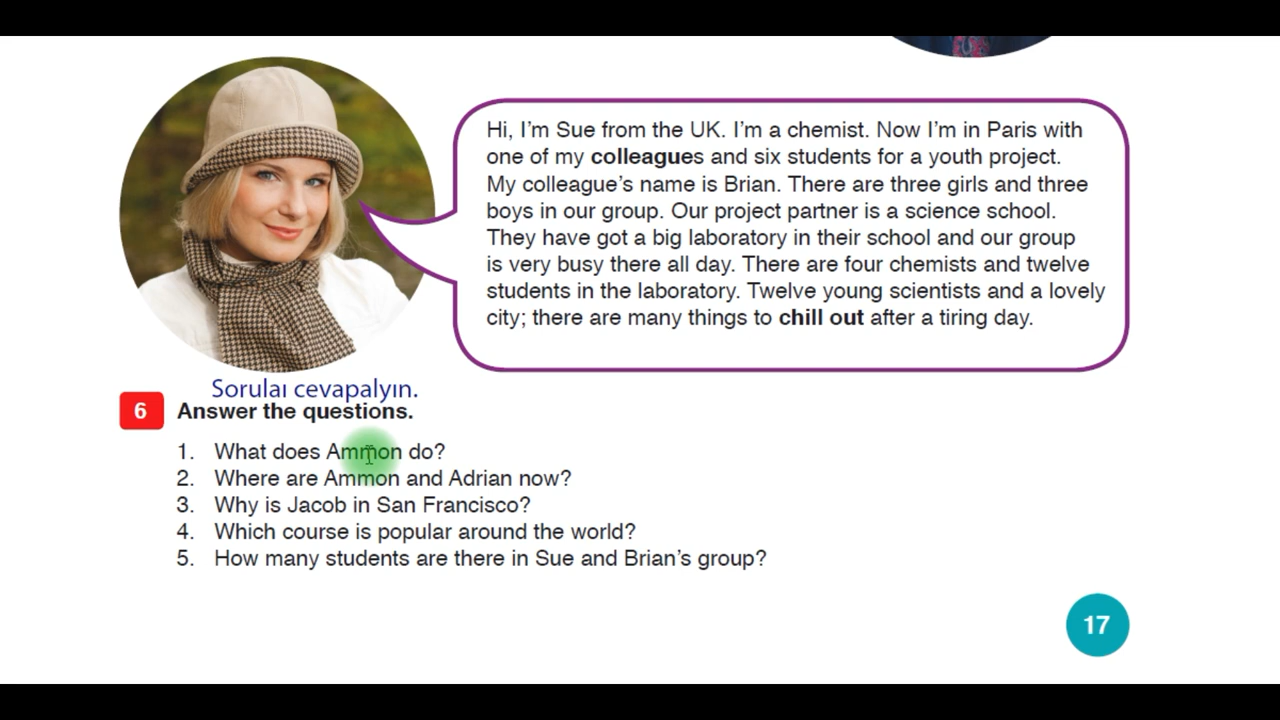 Hi, I'm Sue from the UK. I'm a chemist. Now I'm in Paris with
one of my colleagues and six students for a youth project.
My colleague's name is Brian. There are three girls and three
boys in our group. Our project partner is a science school.
They have got a big laboratory in their school and our group
is very busy there all day. There are four chemists and twelve
students in the laboratory. Twelve young scientists and a lovely
city; there are many things to chill out after a tiring day.
Sorulaı cevapalyın.
6 Answer the questions.
1. What does Ammon do?
2. Where are Ammon and Adrian now?
3. Why is Jacob in San Francisco?
4. Which course is popular around the world?
5. How many students are there in Sue and Brian's group?
17